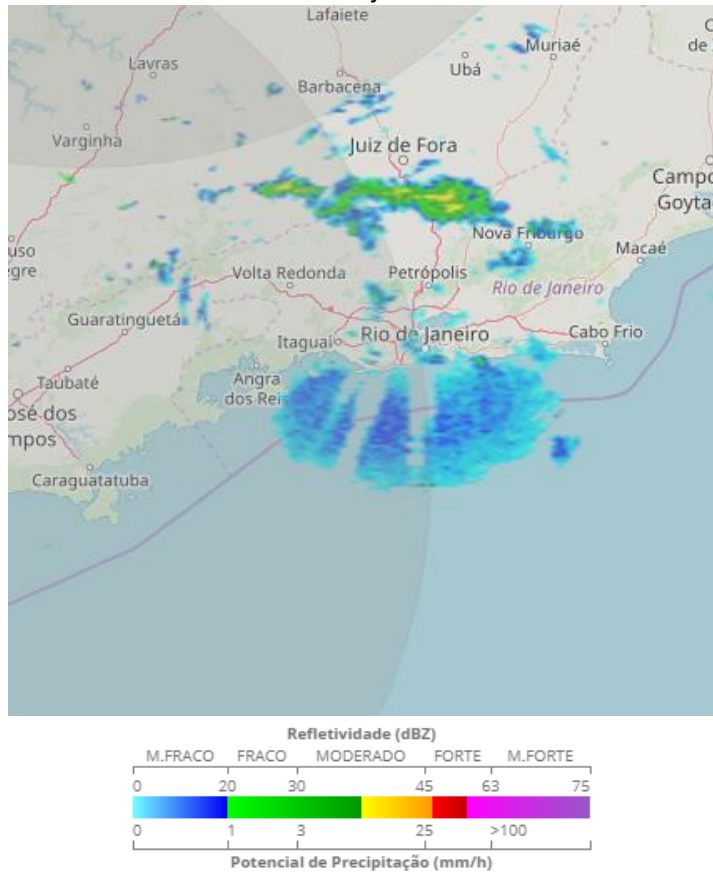 Lafaiete
Muriaé
de
Lavras
Ubá
Barbacena
Varginha
Juiz de Fora
Campo
Goyta
Nova Friburgo
uso
egre
Macaé
Volta Redonda
Petrópolis
Rio de Janeiro
Guaratinguetá
Itaguaí
Rio de Janeiro
Cabo Frio
Taubaté
Angra
dos Reis
osé dos
mpos
Caraguatatuba
Refletividade (dBZ)
M.FRACO FRACO MODERADO FORTE M.FORTE
0 20 30 45 63 75
0 1 3 25 >100
Potencial de Precipitação (mm/h)